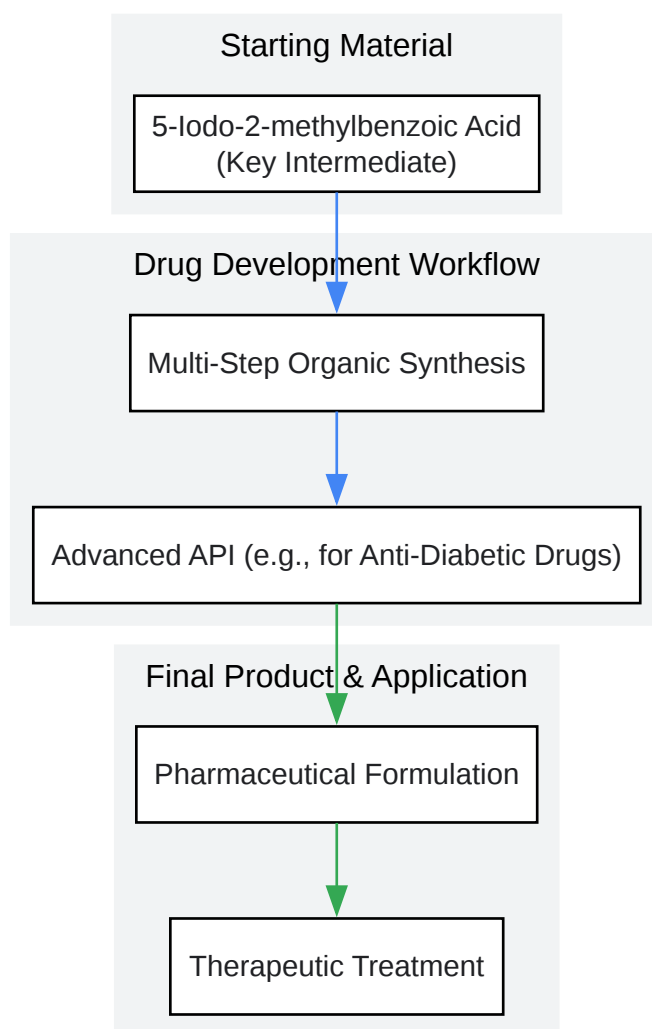 Starting Material
5-Iodo-2-methylbenzoic Acid
(Key Intermediate)
Drug Development Workflow
Multi-Step Organic Synthesis
Advanced API (e.g., for Anti-Diabetic Drugs)
Final Product & Application
Pharmaceutical Formulation
Therapeutic Treatment